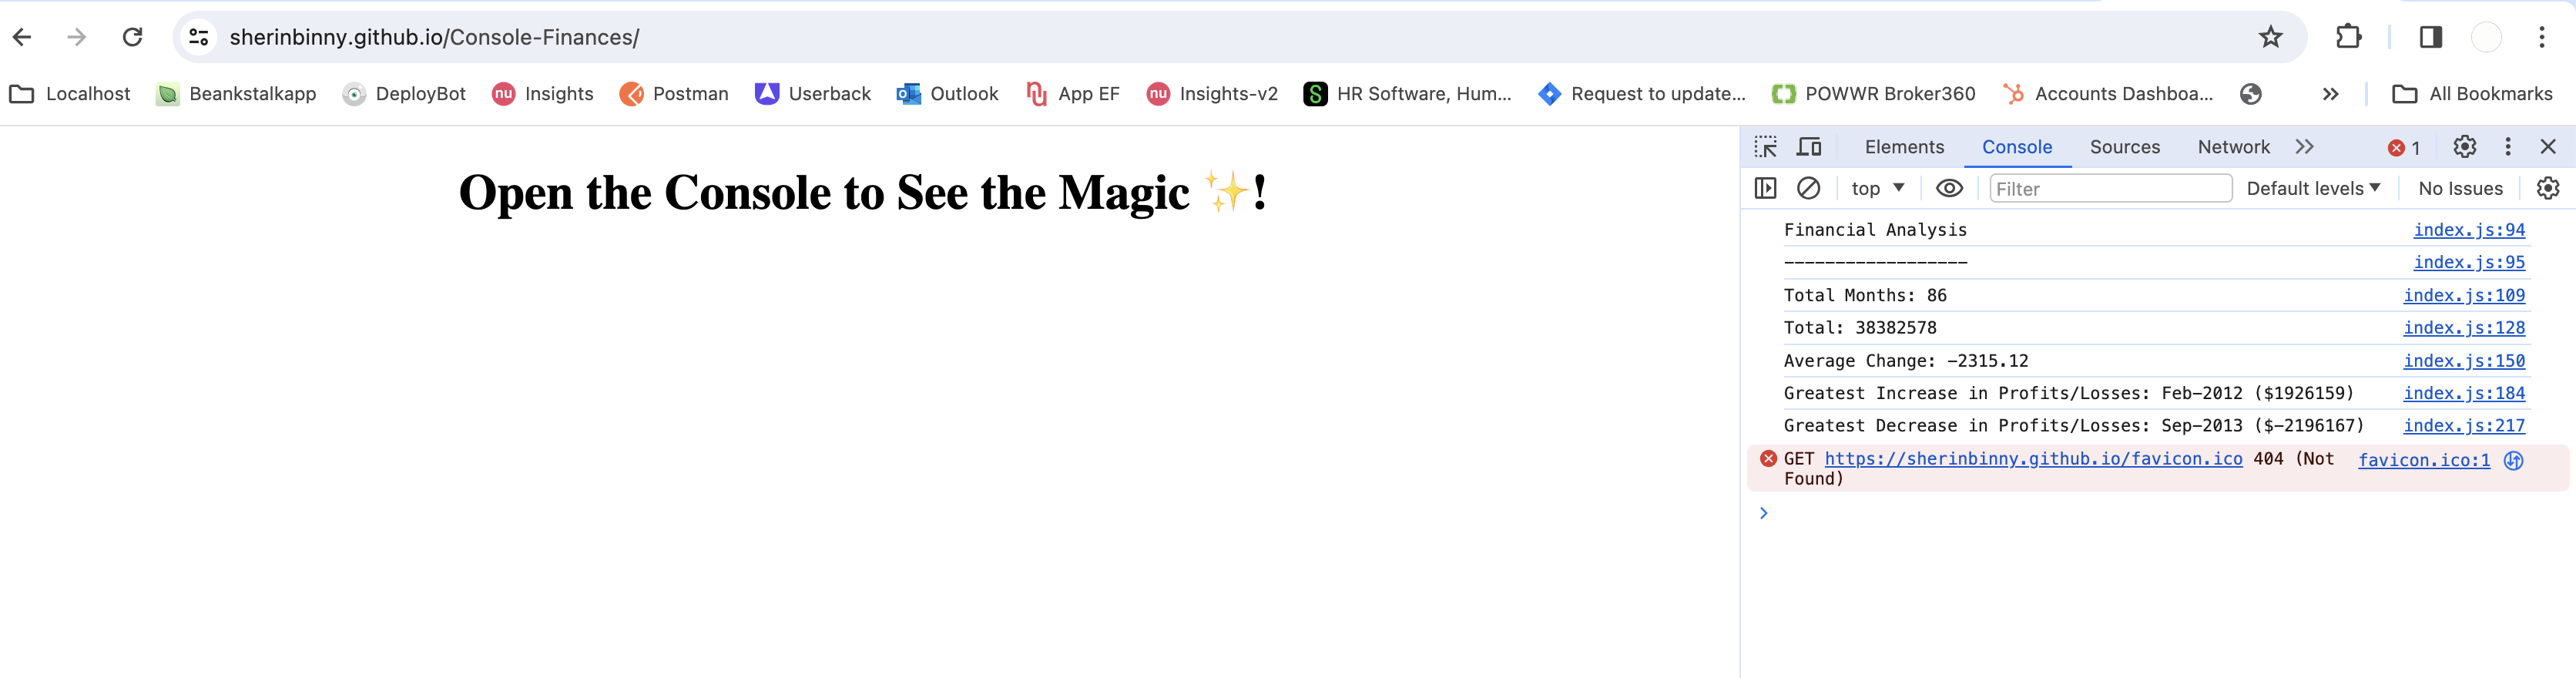 sherinbinny.github.io/Console-Finances/
Localhost Beankstalkapp DeployBot nu Insights Postman Userback Outlook App EF nu Insights-v2 S HR Software, Hum... Request to update... POWWR Broker360 Accounts Dashboa... » All Bookmarks
Open the Console to See the Magic ✨!
Elements Console Sources Network » 1
top Filter Default levels No Issues
Financial Analysis index.js:94
------------------ index.js:95
Total Months: 86 index.js:109
Total: 38382578 index.js:128
Average Change: -2315.12 index.js:150
Greatest Increase in Profits/Losses: Feb-2012 ($1926159) index.js:184
Greatest Decrease in Profits/Losses: Sep-2013 ($-2196167) index.js:217
GET https://sherinbinny.github.io/favicon.ico 404 (Not favicon.ico:1
Found)